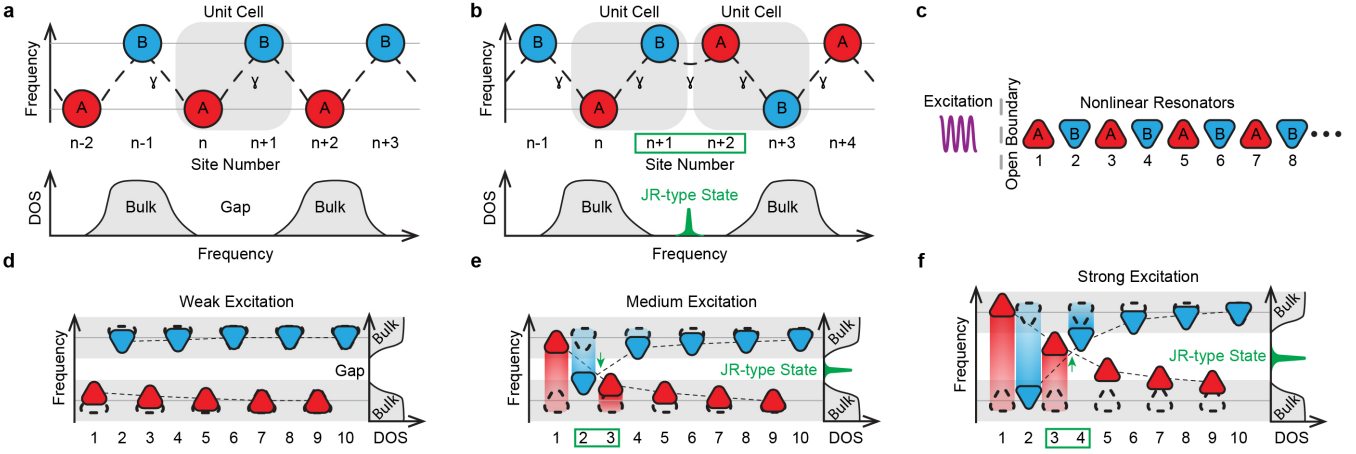 a
Unit Cell
Frequency
B B B
A A A
γ γ
n-2 n-1 n n+1 n+2 n+3
Site Number
DOS
Bulk Gap Bulk
Frequency
b
Unit Cell Unit Cell
Frequency
B B A A
A B
γ γ γ γ
n-1 n n+1 n+2 n+3 n+4
Site Number
DOS
JR-type State
Bulk Bulk
Frequency
c
Excitation
Open Boundary
Nonlinear Resonators
A B A B A B A B
1 2 3 4 5 6 7 8
d
Weak Excitation
Frequency
Bulk
Gap
Bulk
1 2 3 4 5 6 7 8 9 10 DOS
e
Medium Excitation
Frequency
Bulk
JR-type State
Bulk
1 2 3 4 5 6 7 8 9 10 DOS
f
Strong Excitation
Frequency
Bulk
JR-type State
Bulk
1 2 3 4 5 6 7 8 9 10 DOS